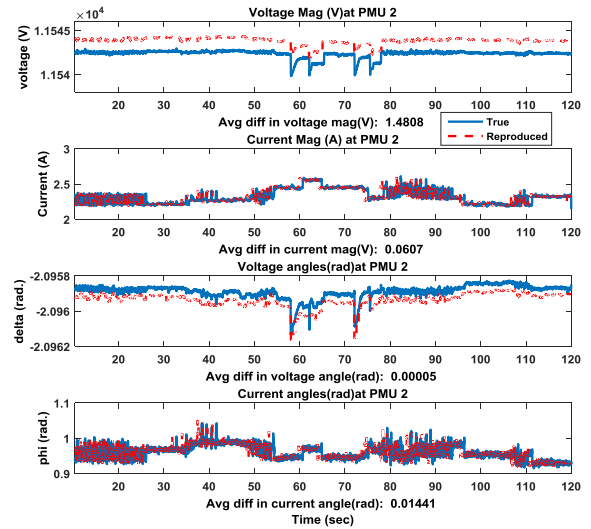 Voltage Mag (V)at PMU 2
×10⁴
1.1545
1.154
voltage (V)
10 20 30 40 50 60 70 80 90 100 110 120
Avg diff in voltage mag(V): 1.4808
True
Reproduced
Current Mag (A) at PMU 2
3
2.5
2
Current (A)
10 20 30 40 50 60 70 80 90 100 110 120
Avg diff in current mag(V): 0.0607
Voltage angles(rad)at PMU 2
-2.0958
-2.096
-2.0962
delta (rad.)
10 20 30 40 50 60 70 80 90 100 110 120
Avg diff in voltage angle(rad): 0.00005
Current angles(rad)at PMU 2
1.1
1
0.9
phi (rad.)
10 20 30 40 50 60 70 80 90 100 110 120
Avg diff in current angle(rad): 0.01441
Time (sec)